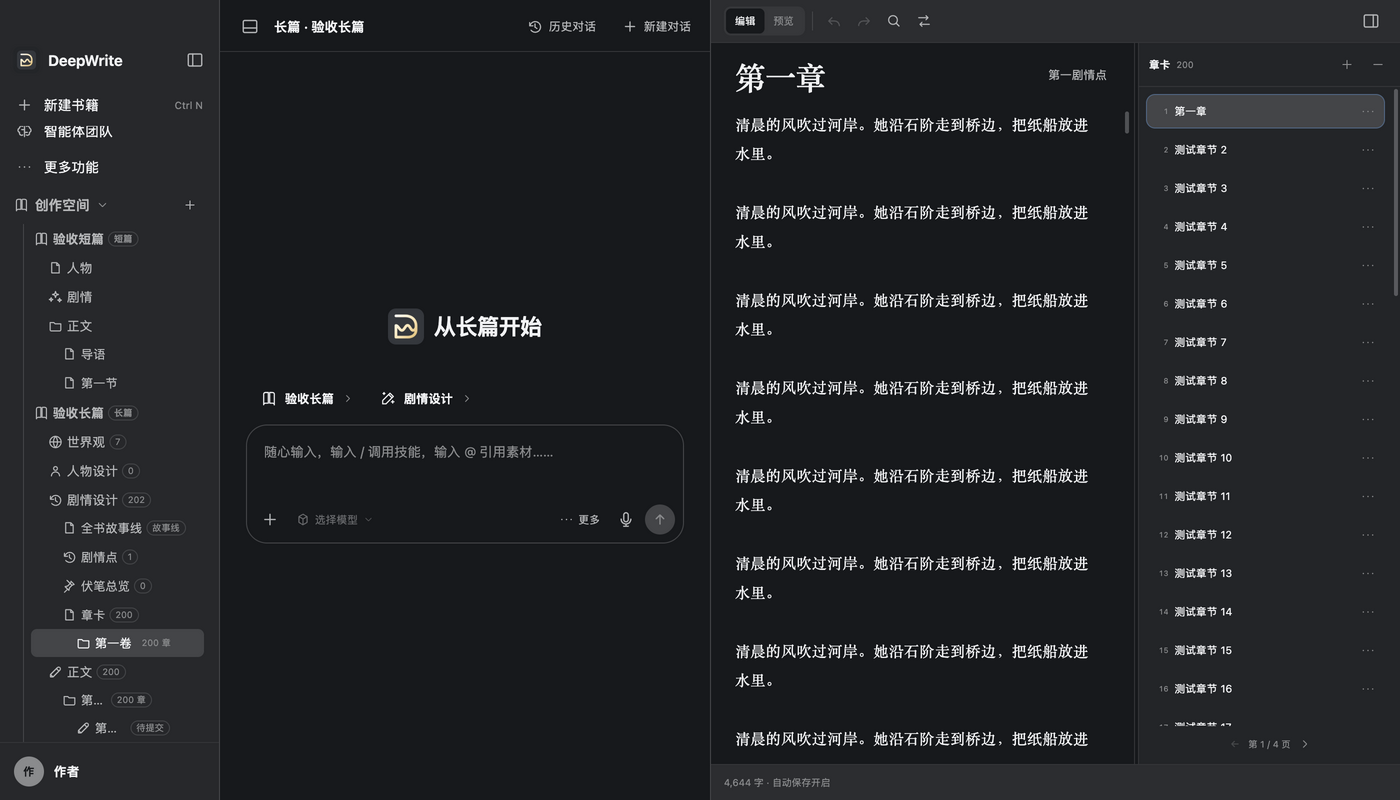 DeepWrite
新建书籍 Ctrl N
智能体团队
更多功能
创作空间
验收短篇 短篇
人物
剧情
正文
导语
第一节
验收长篇 长篇
世界观 7
人物设计 0
剧情设计 202
全书故事线 故事线
剧情点 1
伏笔总览 0
章卡 200
第一卷 200 章
正文 200
第... 200 章
第... 待提交
作 作者
长篇 · 验收长篇 历史对话 新建对话
从长篇开始
验收长篇 剧情设计
随心输入，输入 / 调用技能，输入 @ 引用素材......
选择模型 更多
编辑 预览
第一章 第一剧情点
清晨的风吹过河岸。她沿石阶走到桥边，把纸船放进
水里。
清晨的风吹过河岸。她沿石阶走到桥边，把纸船放进
水里。
清晨的风吹过河岸。她沿石阶走到桥边，把纸船放进
水里。
清晨的风吹过河岸。她沿石阶走到桥边，把纸船放进
水里。
清晨的风吹过河岸。她沿石阶走到桥边，把纸船放进
水里。
清晨的风吹过河岸。她沿石阶走到桥边，把纸船放进
水里。
清晨的风吹过河岸。她沿石阶走到桥边，把纸船放进
水里。
清晨的风吹过河岸。她沿石阶走到桥边，把纸船放进
4,644 字 · 自动保存开启
章卡 200
1 第一章
2 测试章节 2
3 测试章节 3
4 测试章节 4
5 测试章节 5
6 测试章节 6
7 测试章节 7
8 测试章节 8
9 测试章节 9
10 测试章节 10
11 测试章节 11
12 测试章节 12
13 测试章节 13
14 测试章节 14
15 测试章节 15
16 测试章节 16
第 1 / 4 页